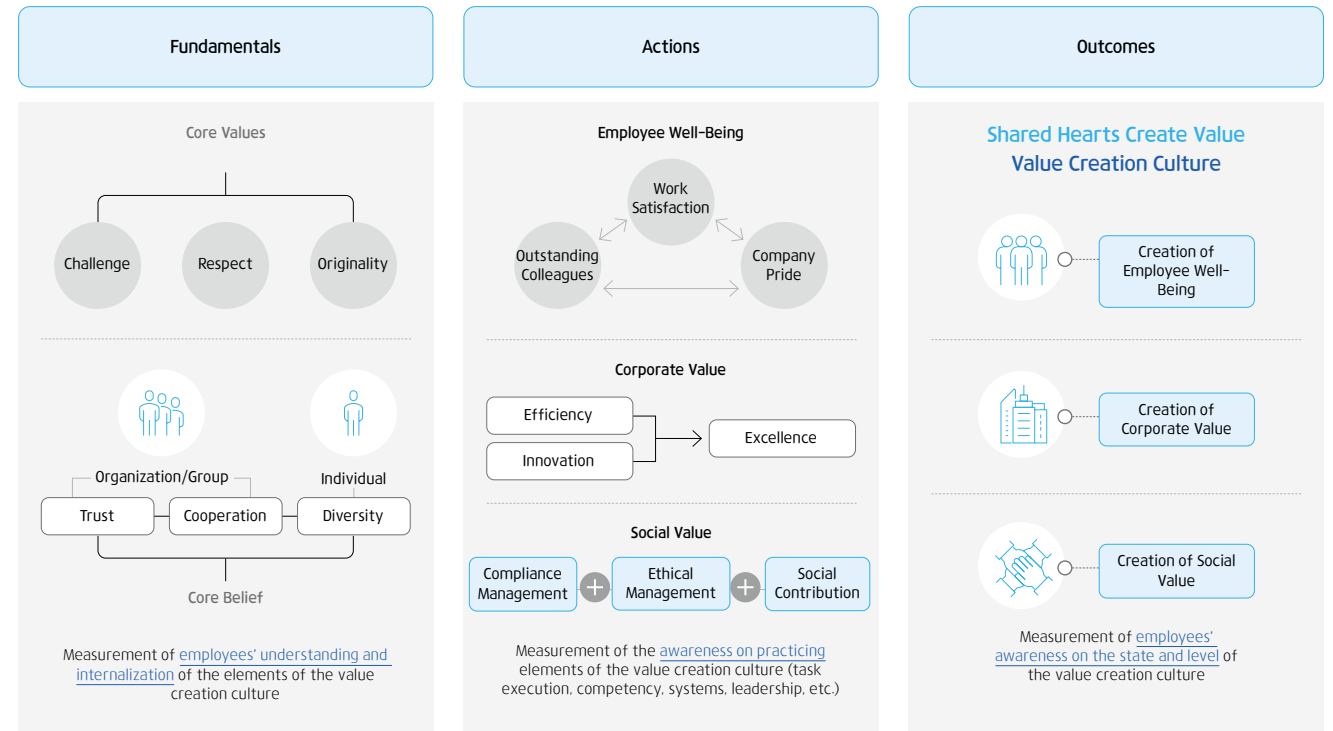 Fundamentals
Core Values
Challenge
Respect
Originality
Organization/Group
Individual
Trust
Cooperation
Diversity
Core Belief
Measurement of employees' understanding and
internalization of the elements of the value
creation culture
Actions
Employee Well-Being
Work
Satisfaction
Outstanding
Colleagues
Company
Pride
Corporate Value
Efficiency
Innovation
Excellence
Social Value
Compliance
Management
+
Ethical
Management
+
Social
Contribution
Measurement of the awareness on practicing
elements of the value creation culture (task
execution, competency, systems, leadership, etc.)
Outcomes
Shared Hearts Create Value
Value Creation Culture
Creation of
Employee Well-
Being
Creation of
Corporate Value
Creation of Social
Value
Measurement of employees'
awareness on the state and level of
the value creation culture